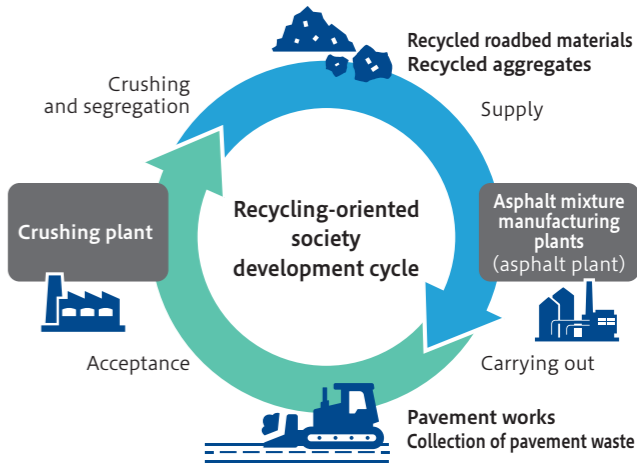 Recycled roadbed materials
Recycled aggregates
Crushing
and segregation
Supply
Crushing plant
Recycling-oriented
society
development cycle
Asphalt mixture
manufacturing
plants
(asphalt plant)
Acceptance
Carrying out
Pavement works
Collection of pavement waste